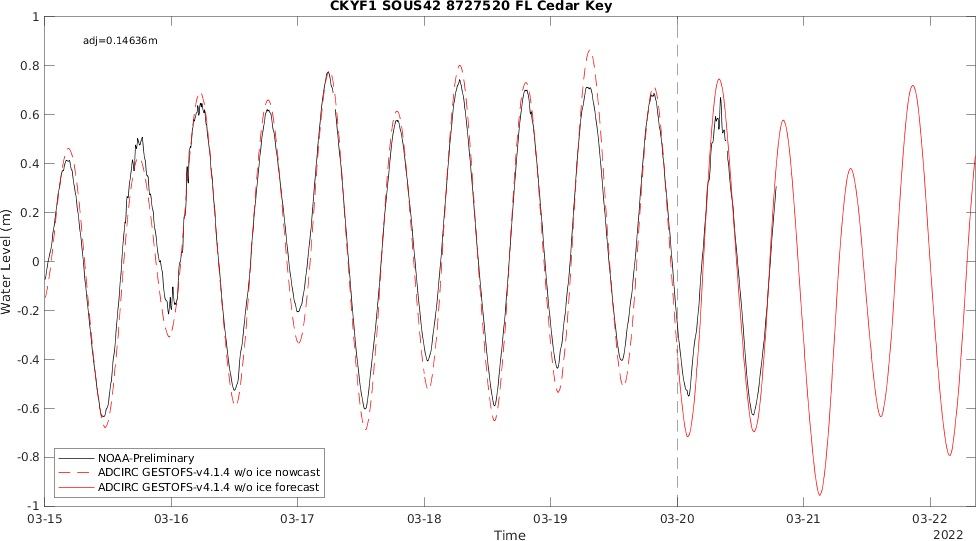 CKYF1 SOUS42 8727520 FL Cedar Key
adj=0.14636m
1
0.8
0.6
0.4
0.2
0
-0.2
-0.4
-0.6
-0.8
-1
Water Level (m)
NOAA-Preliminary
ADCIRC GESTOFS-v4.1.4 w/o ice nowcast
ADCIRC GESTOFS-v4.1.4 w/o ice forecast
03-15 03-16 03-17 03-18 03-19 03-20 03-21 03-22
Time
2022